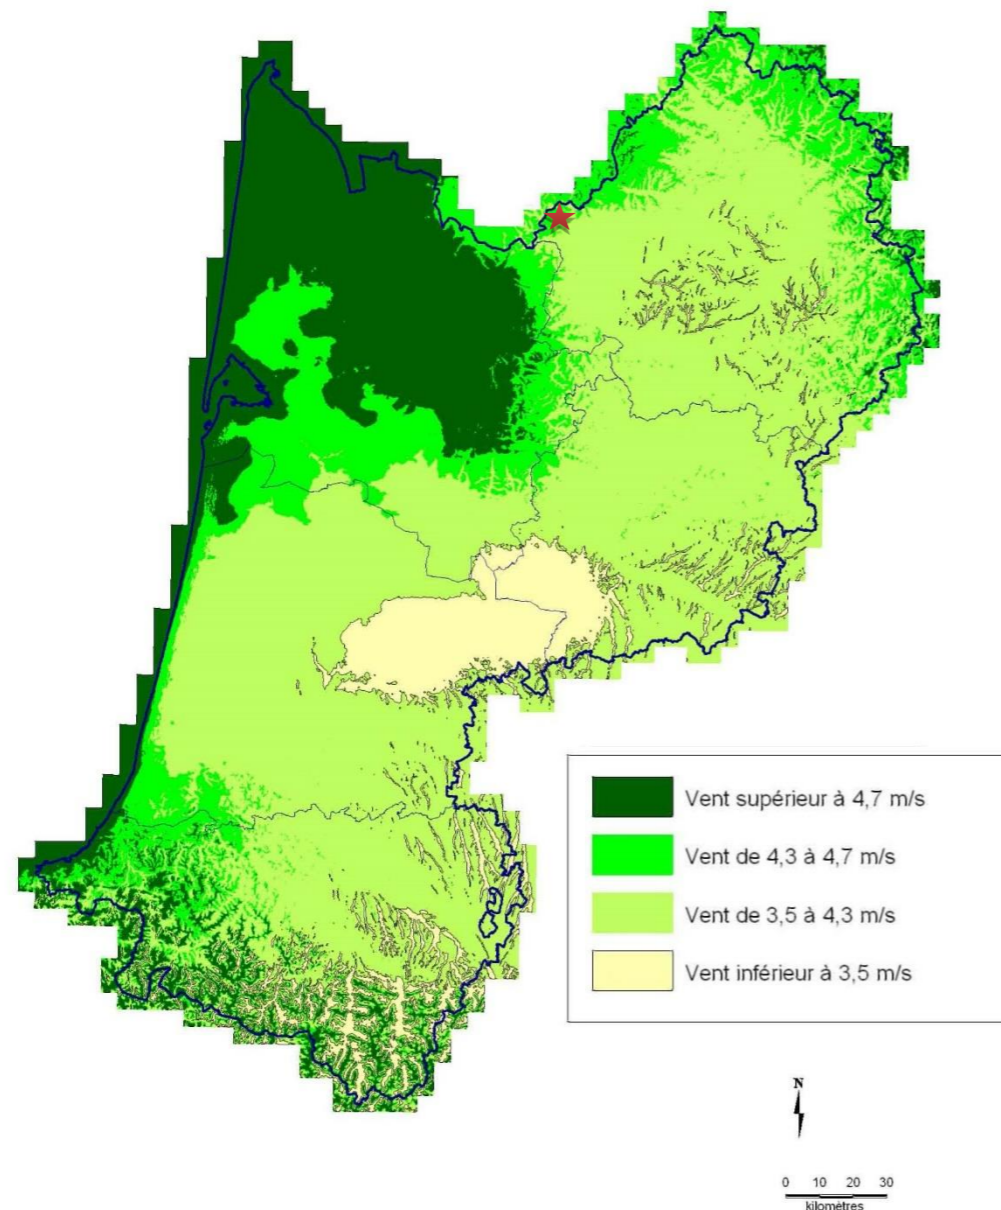 Vent supérieur à 4,7 m/s
Vent de 4,3 à 4,7 m/s
Vent de 3,5 à 4,3 m/s
Vent inférieur à 3,5 m/s
N
0 10 20 30
kilomètres